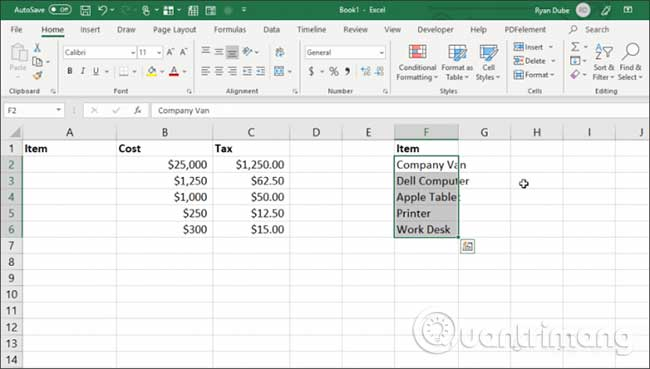 AutoSave Off Book1 - Excel Ryan Dube RD
File Home Insert Draw Page Layout Formulas Data Review View Developer Help PDFelement Share
Paste
Calibri 11
B I U
General
$ % ,
Conditional Formatting
Format as Table
Cell Styles
Insert
Delete
Format
Sort & Filter
Find & Select
Clipboard Font Alignment Number Styles Cells Editing
F2 fx Company Van
A B C D E F G H I J
1 Item Cost Tax Item
2 $25,000 $1,250.00 Company Van
3 $1,250 $62.50 Dell Computer
4 $1,000 $50.00 Apple Tablet
5 $250 $12.50 Printer
6 $300 $15.00 Work Desk
7
8
9
10
11
12
13
14
Quantrimang